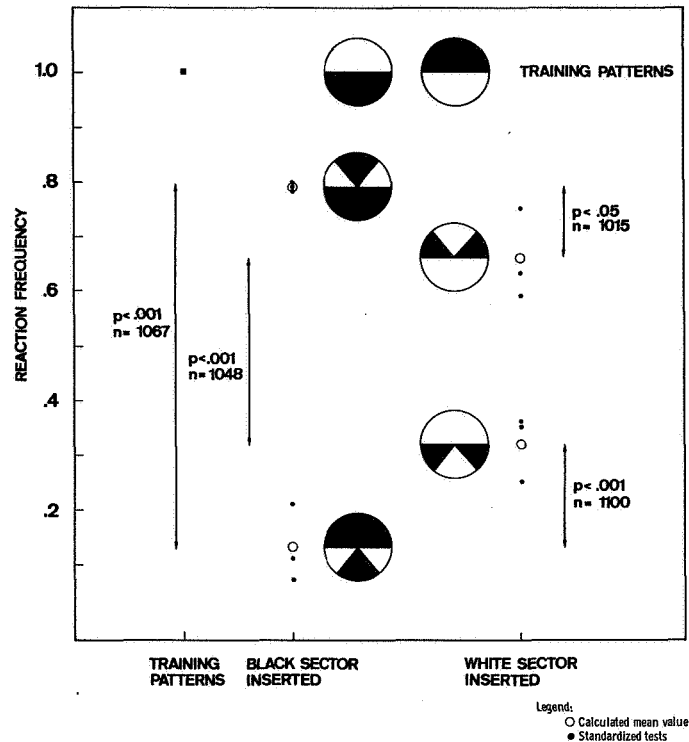 1.0
TRAINING PATTERNS
.8
p< .05
n= 1015
.6
REACTION FREQUENCY
p< .001
n= 1067
p<.001
n= 1048
.4
p< .001
n= 1100
.2
TRAINING
PATTERNS
BLACK SECTOR
INSERTED
WHITE SECTOR
INSERTED
Legend:
Calculated mean value
Standardized tests